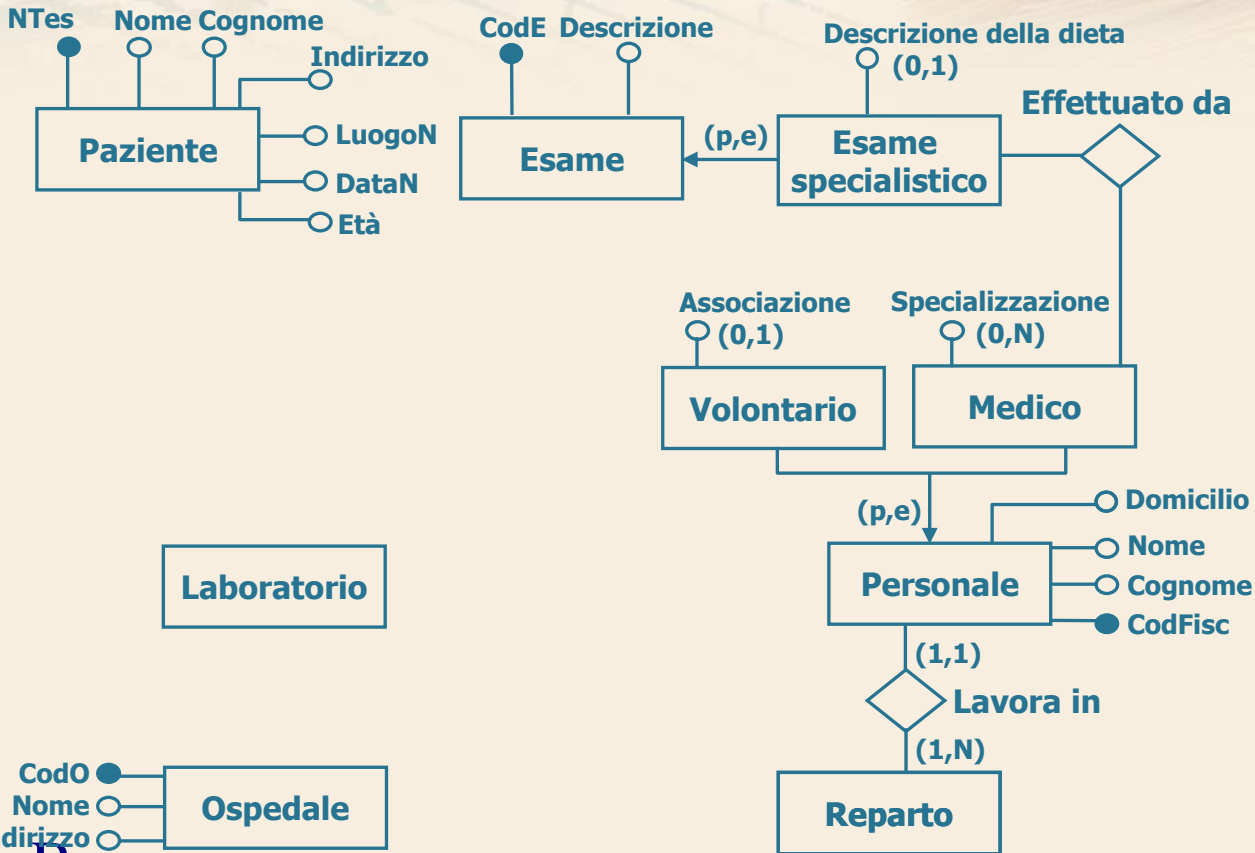 NTes
Nome Cognome
Indirizzo
LuogoN
DataN
Età
Paziente
CodE Descrizione
Esame
(p,e)
Descrizione della dieta
(0,1)
Esame
specialistico
Effettuato da
Associazione
(0,1)
Volontario
Specializzazione
(0,N)
Medico
(p,e)
Domicilio
Nome
Cognome
CodFisc
Personale
(1,1)
Lavora in
(1,N)
Reparto
Laboratorio
CodO
Nome
dirizzo
Ospedale